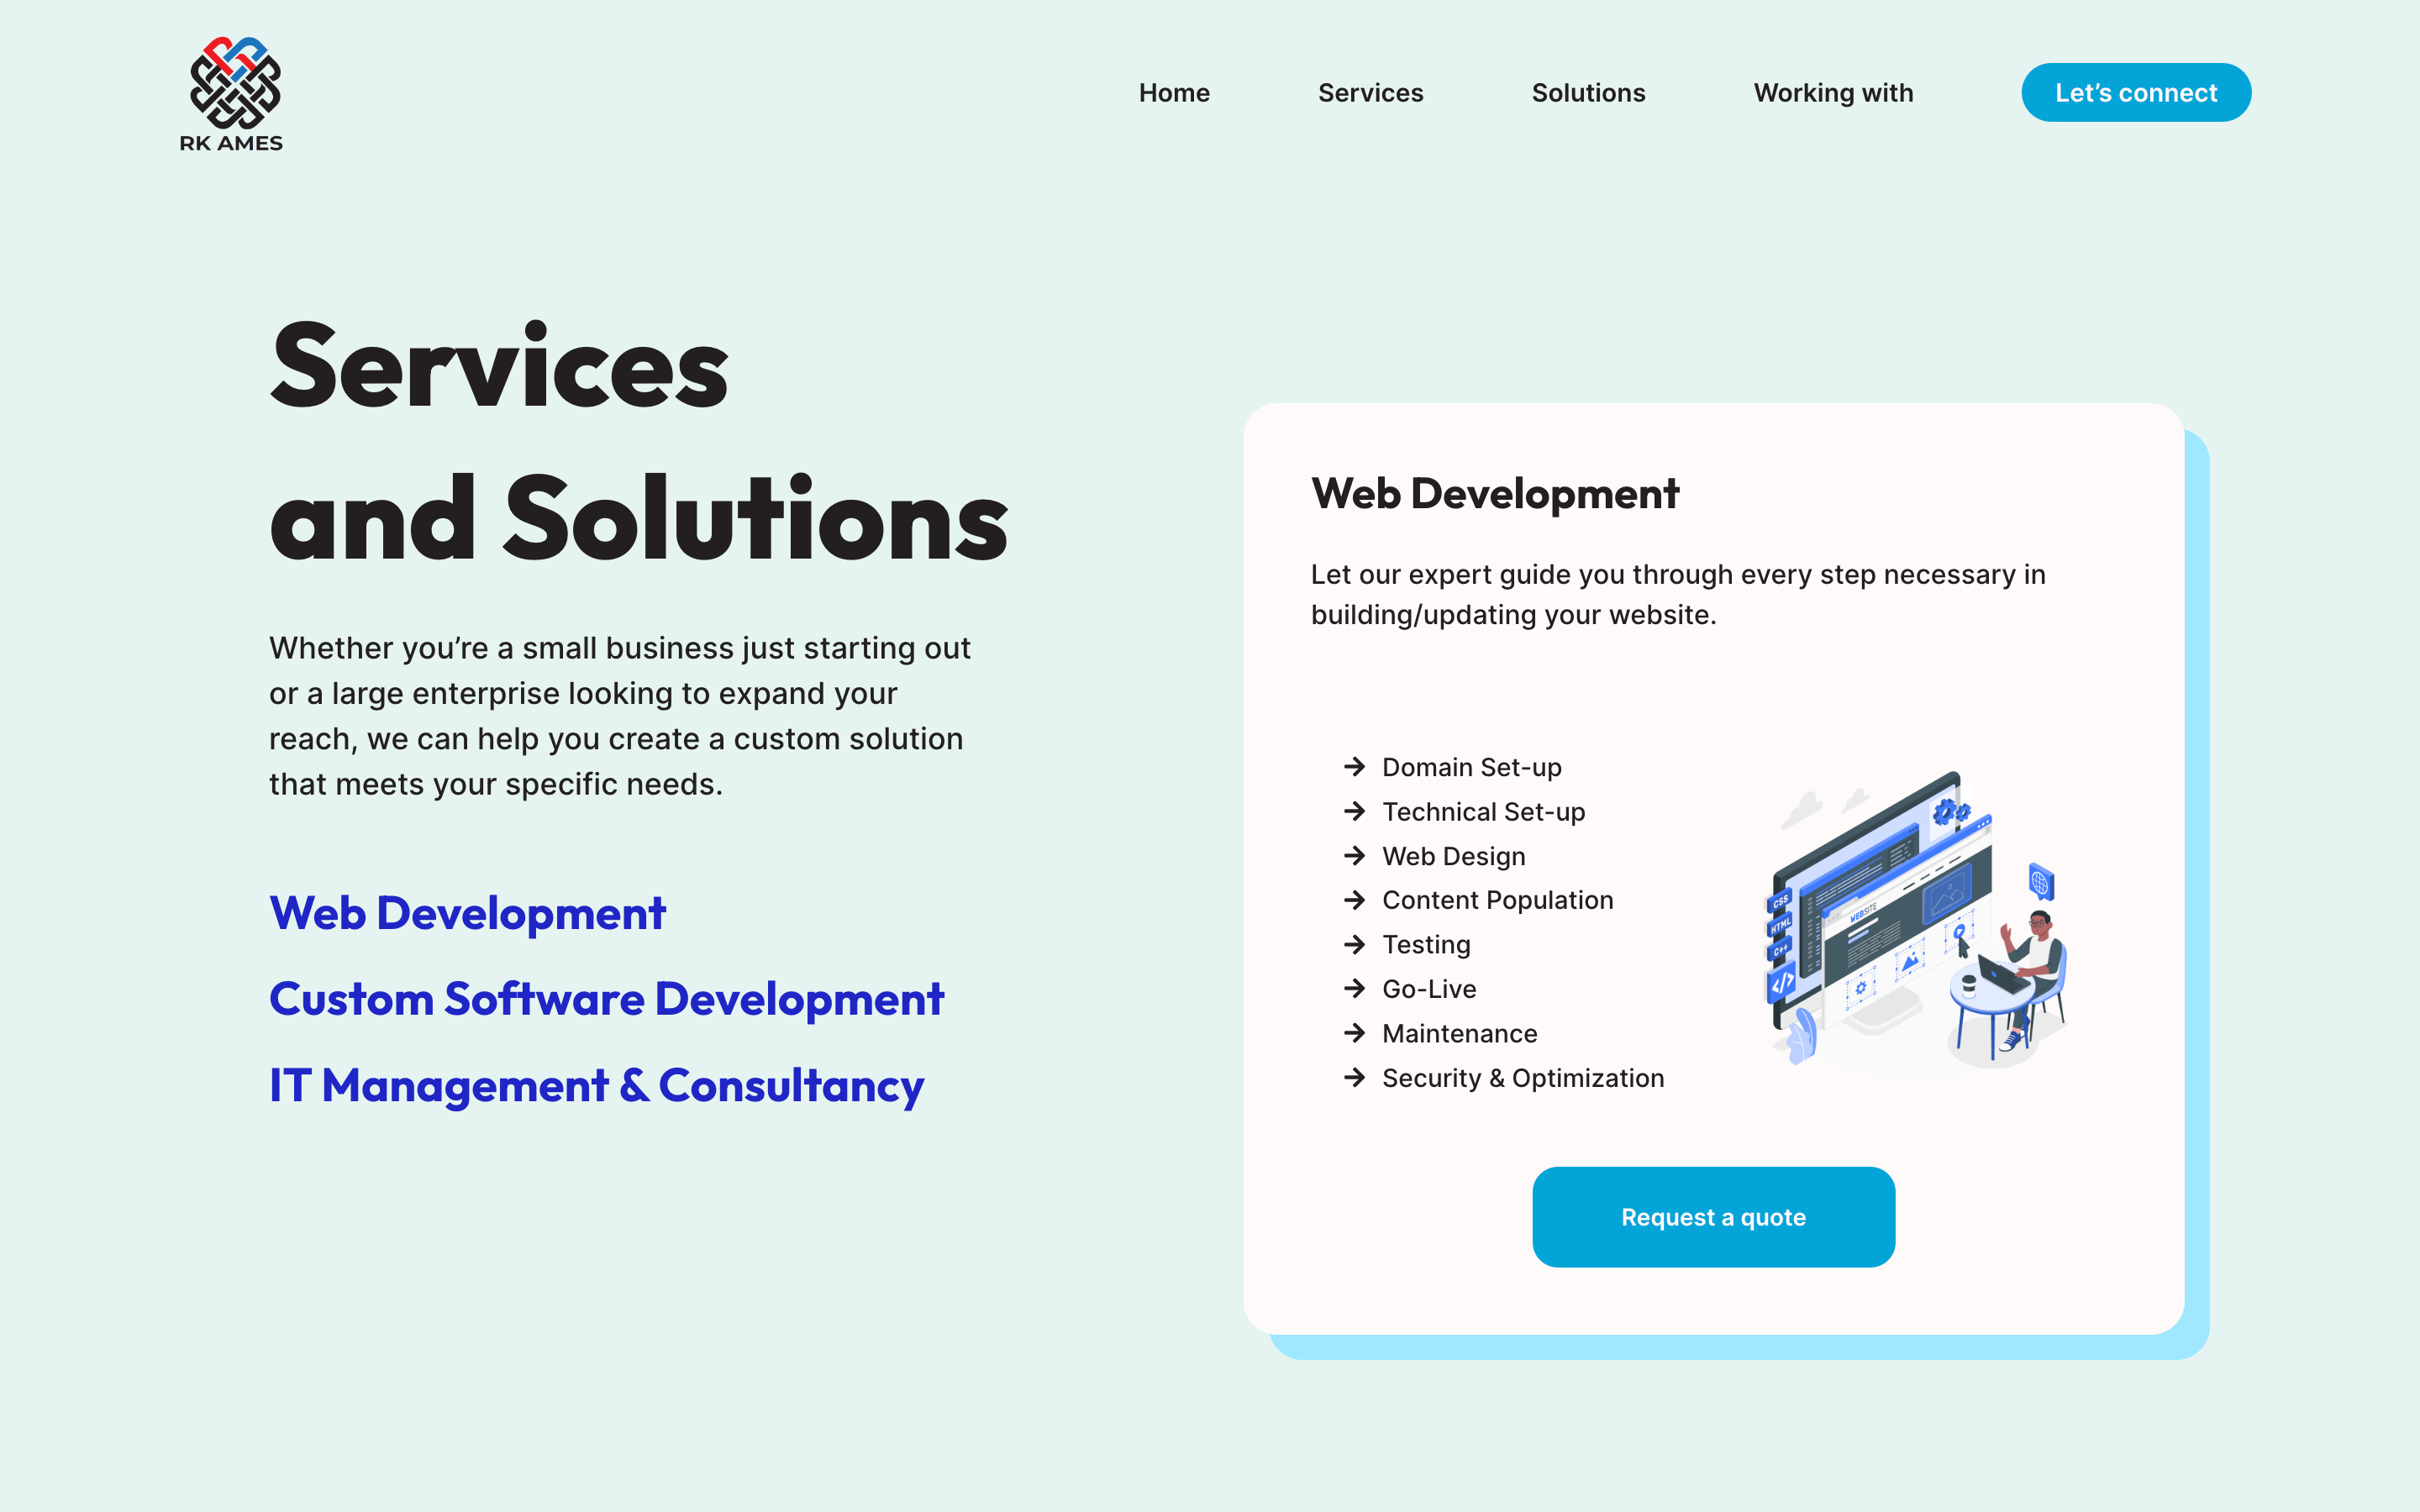 RK AMES
Home
Services
Solutions
Working with
Let’s connect
Services
and Solutions
Whether you’re a small business just starting out
or a large enterprise looking to expand your
reach, we can help you create a custom solution
that meets your specific needs.
Web Development
Custom Software Development
IT Management & Consultancy
Web Development
Let our expert guide you through every step necessary in
building/updating your website.
Domain Set-up
Technical Set-up
Web Design
Content Population
Testing
Go-Live
Maintenance
Security & Optimization
CSS
HTML
C++
</>
WEBSITE
Request a quote